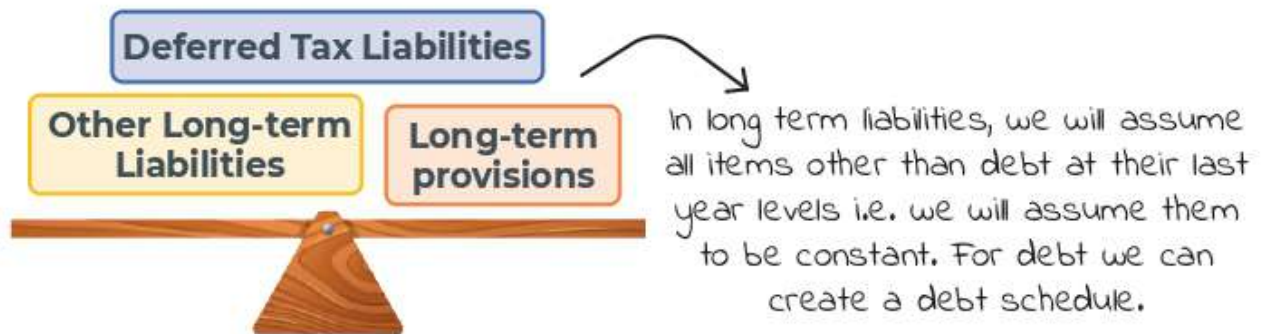 Deferred Tax Liabilities
Other Long-term
Liabilities
Long-term
provisions
In long term liabilities, we will assume
all items other than debt at their last
year levels i.e. we will assume them
to be constant. For debt we can
create a debt schedule.